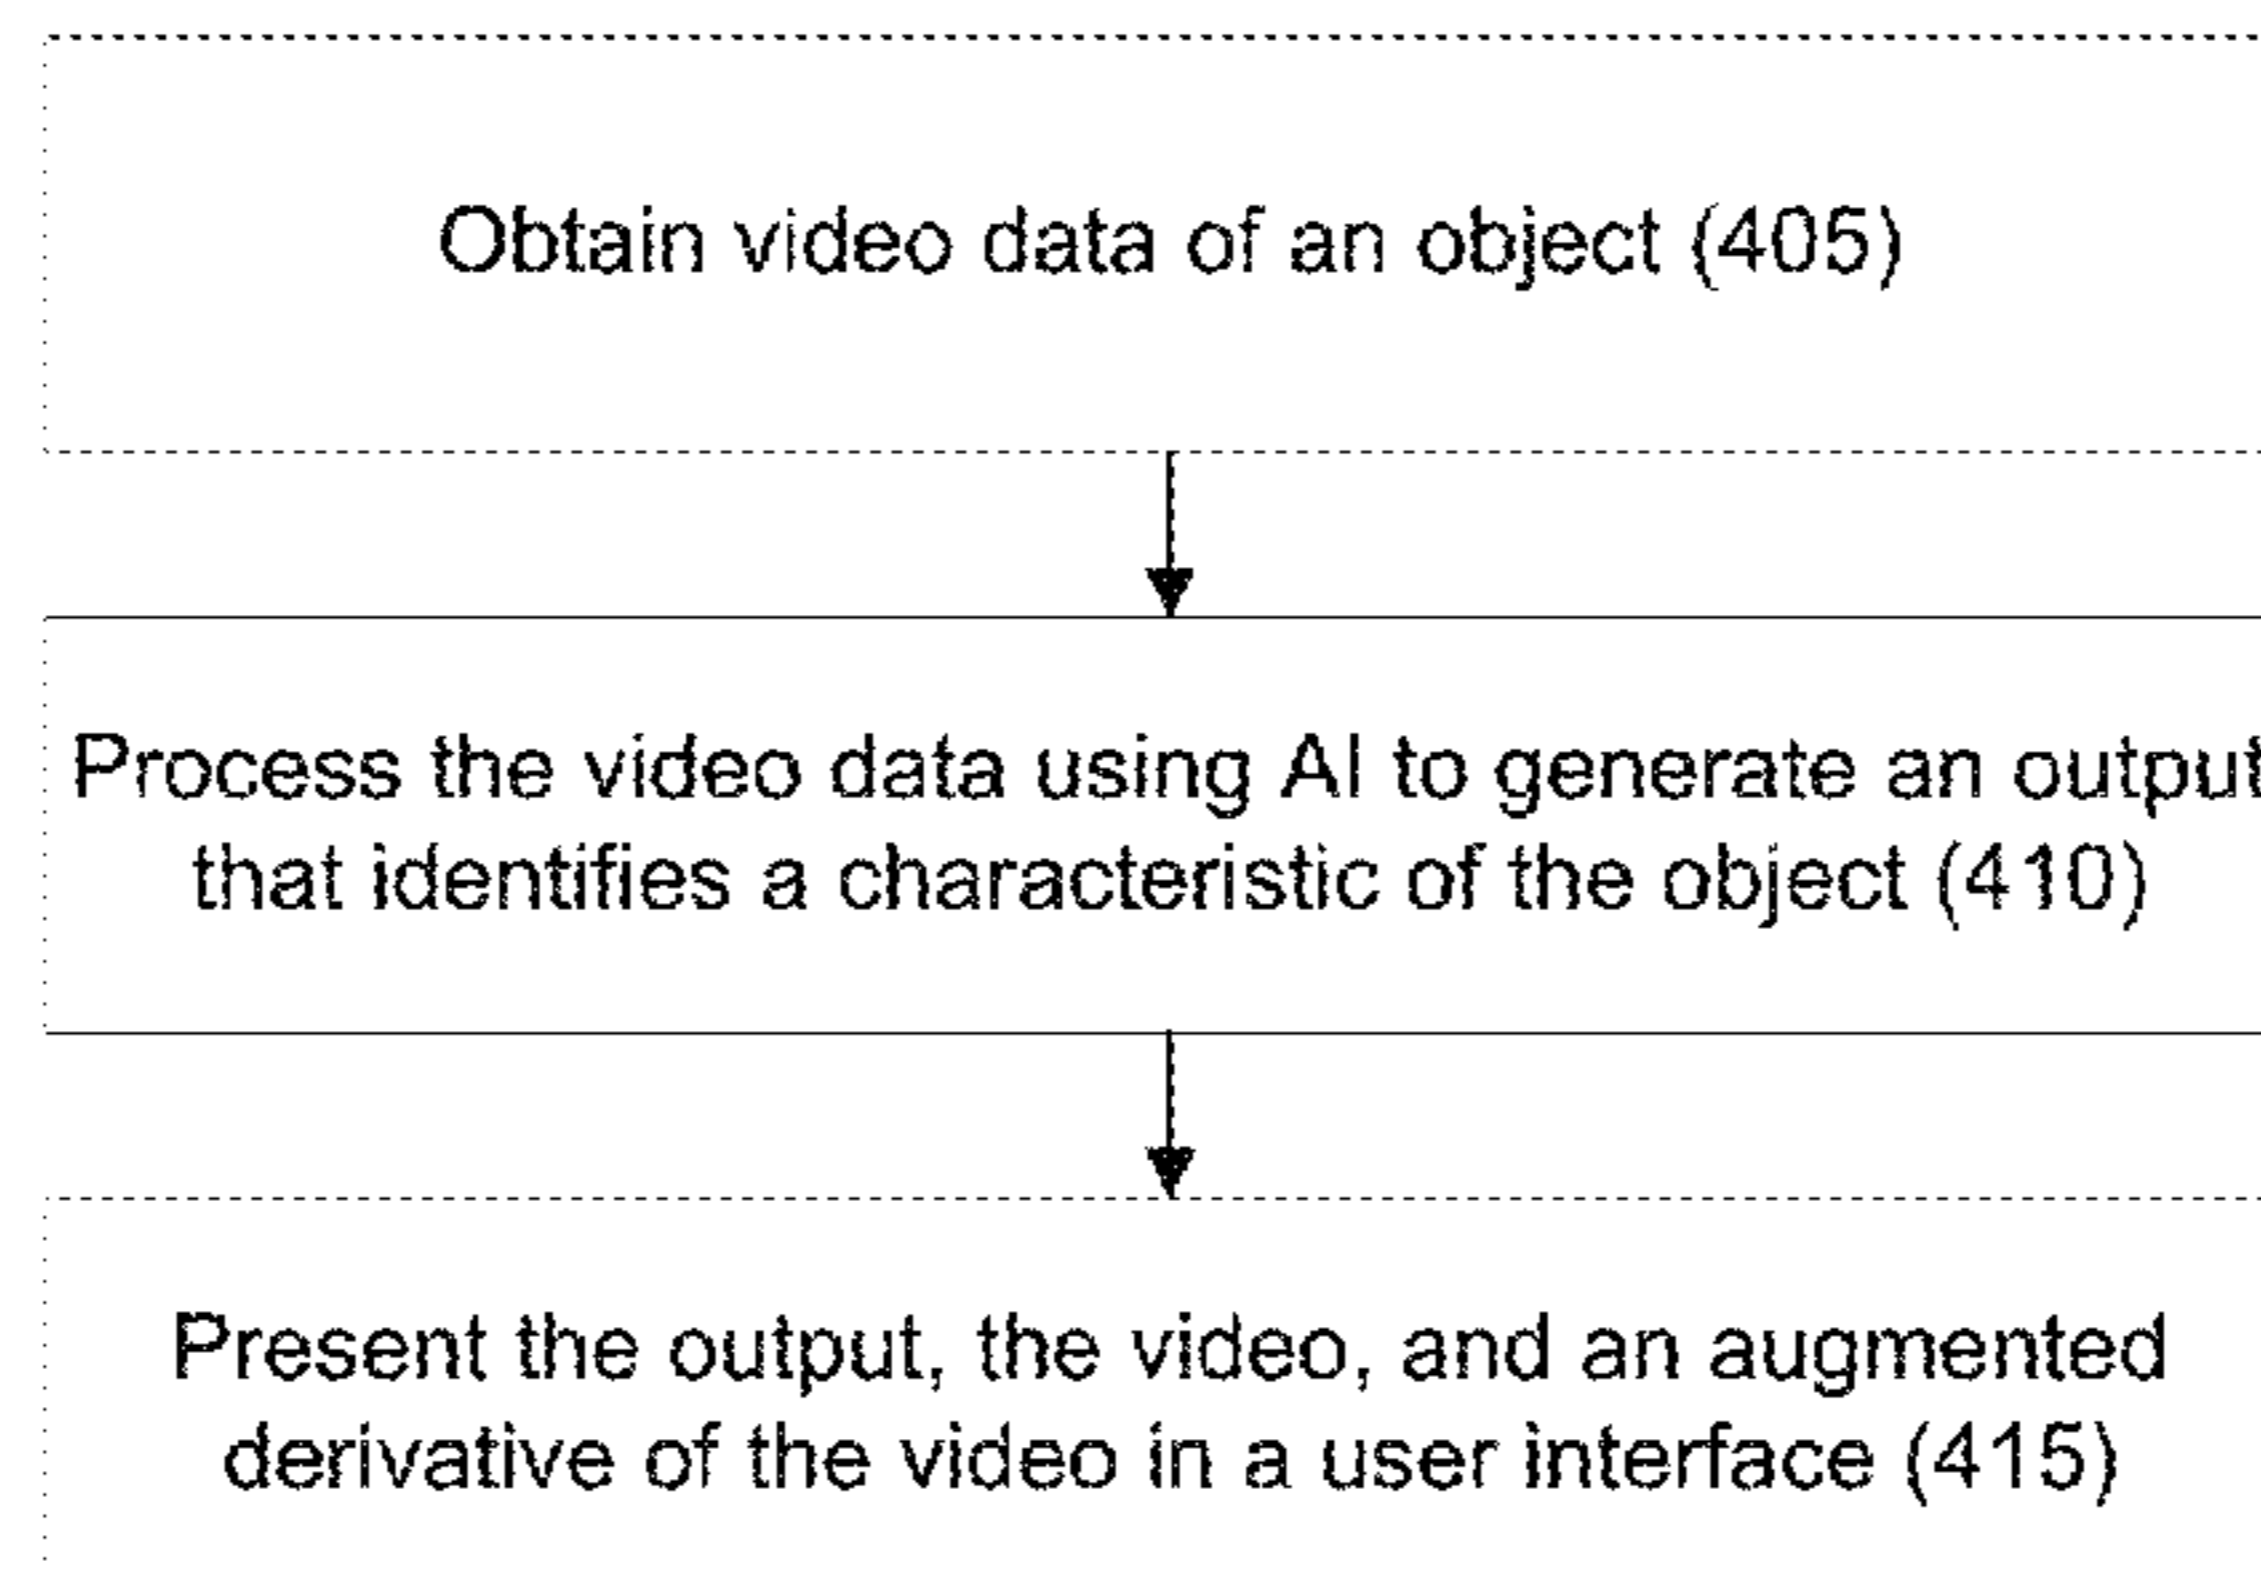 Obtain video data of an object (405)
Process the video data using AI to generate an output
that identifies a characteristic of the object (410)
Present the output, the video, and an augmented
derivative of the video in a user interface (415)